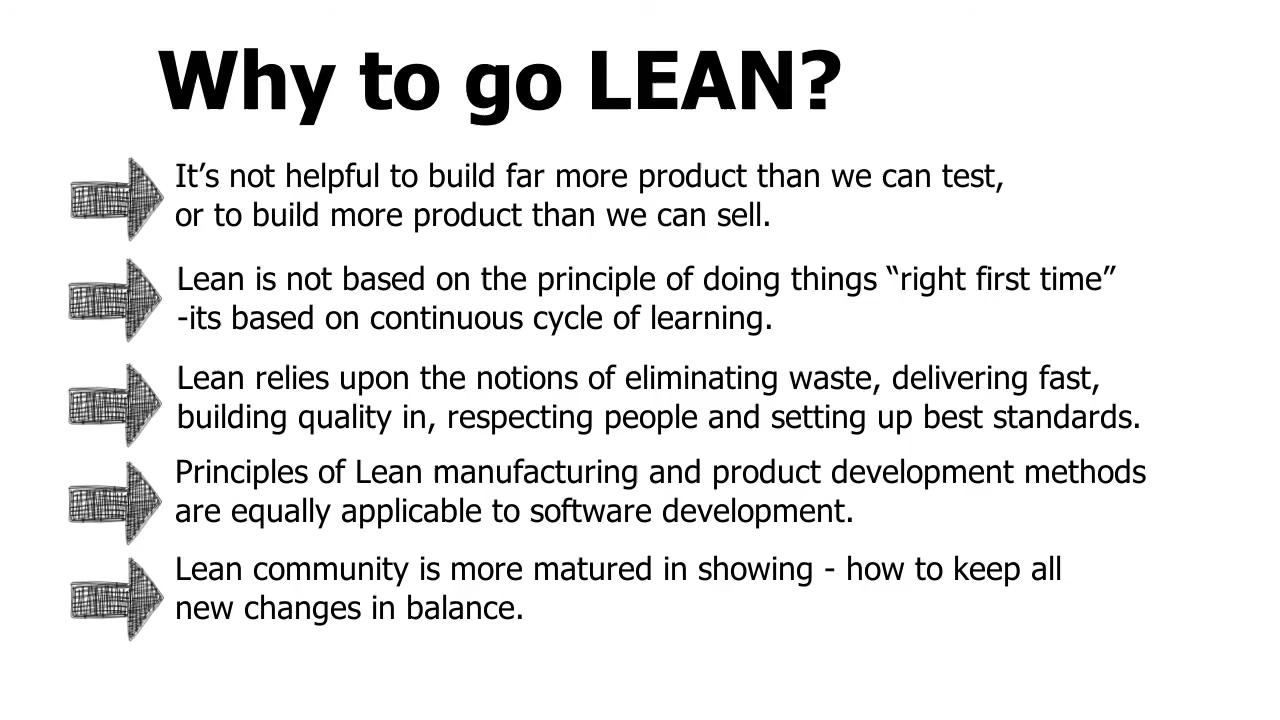 Why to go LEAN?
It’s not helpful to build far more product than we can test,
or to build more product than we can sell.
Lean is not based on the principle of doing things “right first time”
-its based on continuous cycle of learning.
Lean relies upon the notions of eliminating waste, delivering fast,
building quality in, respecting people and setting up best standards.
Principles of Lean manufacturing and product development methods
are equally applicable to software development.
Lean community is more matured in showing - how to keep all
new changes in balance.